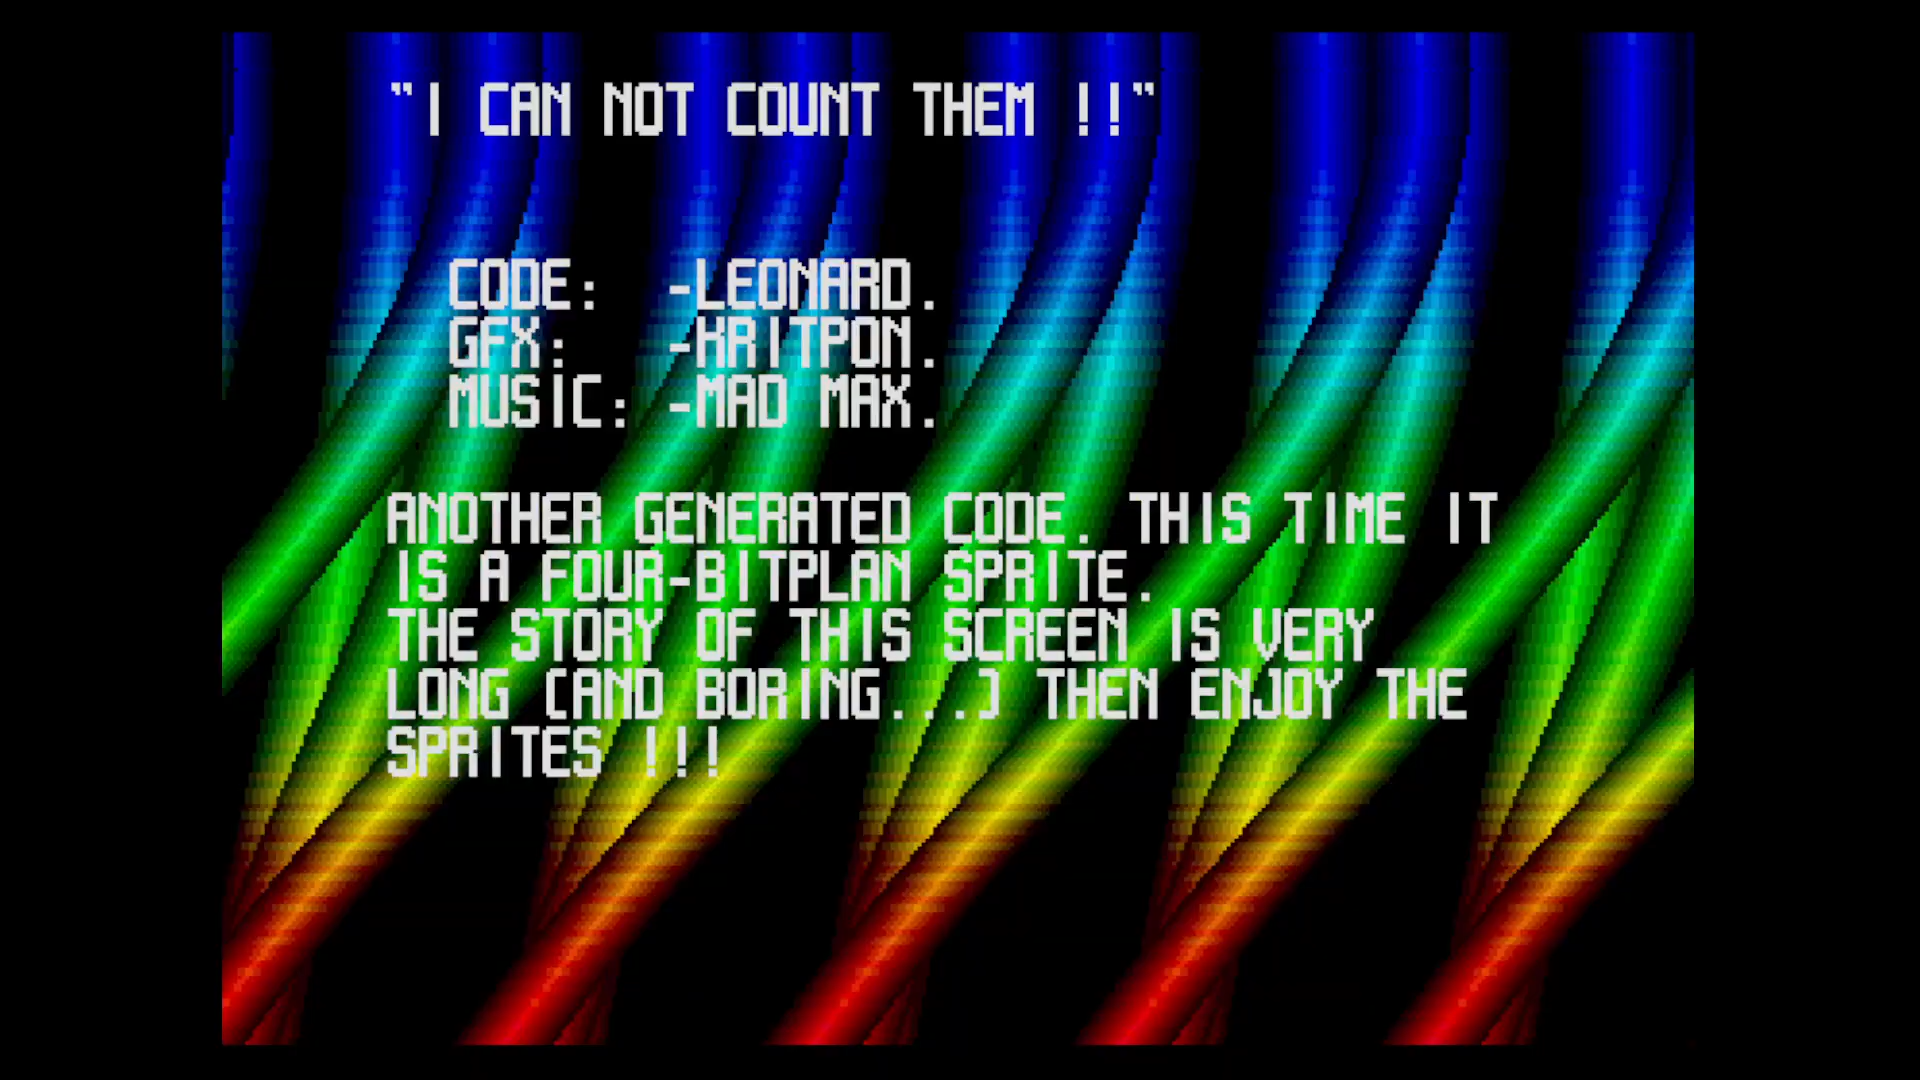 "I CAN NOT COUNT THEM !!"
CODE: -LEONARD.
GFX: -KRITPON.
MUSIC: -MAD MAX.
ANOTHER GENERATED CODE. THIS TIME IT
IS A FOUR-BITPLAN SPRITE.
THE STORY OF THIS SCREEN IS VERY
LONG (AND BORING...) THEN ENJOY THE
SPRITES !!!